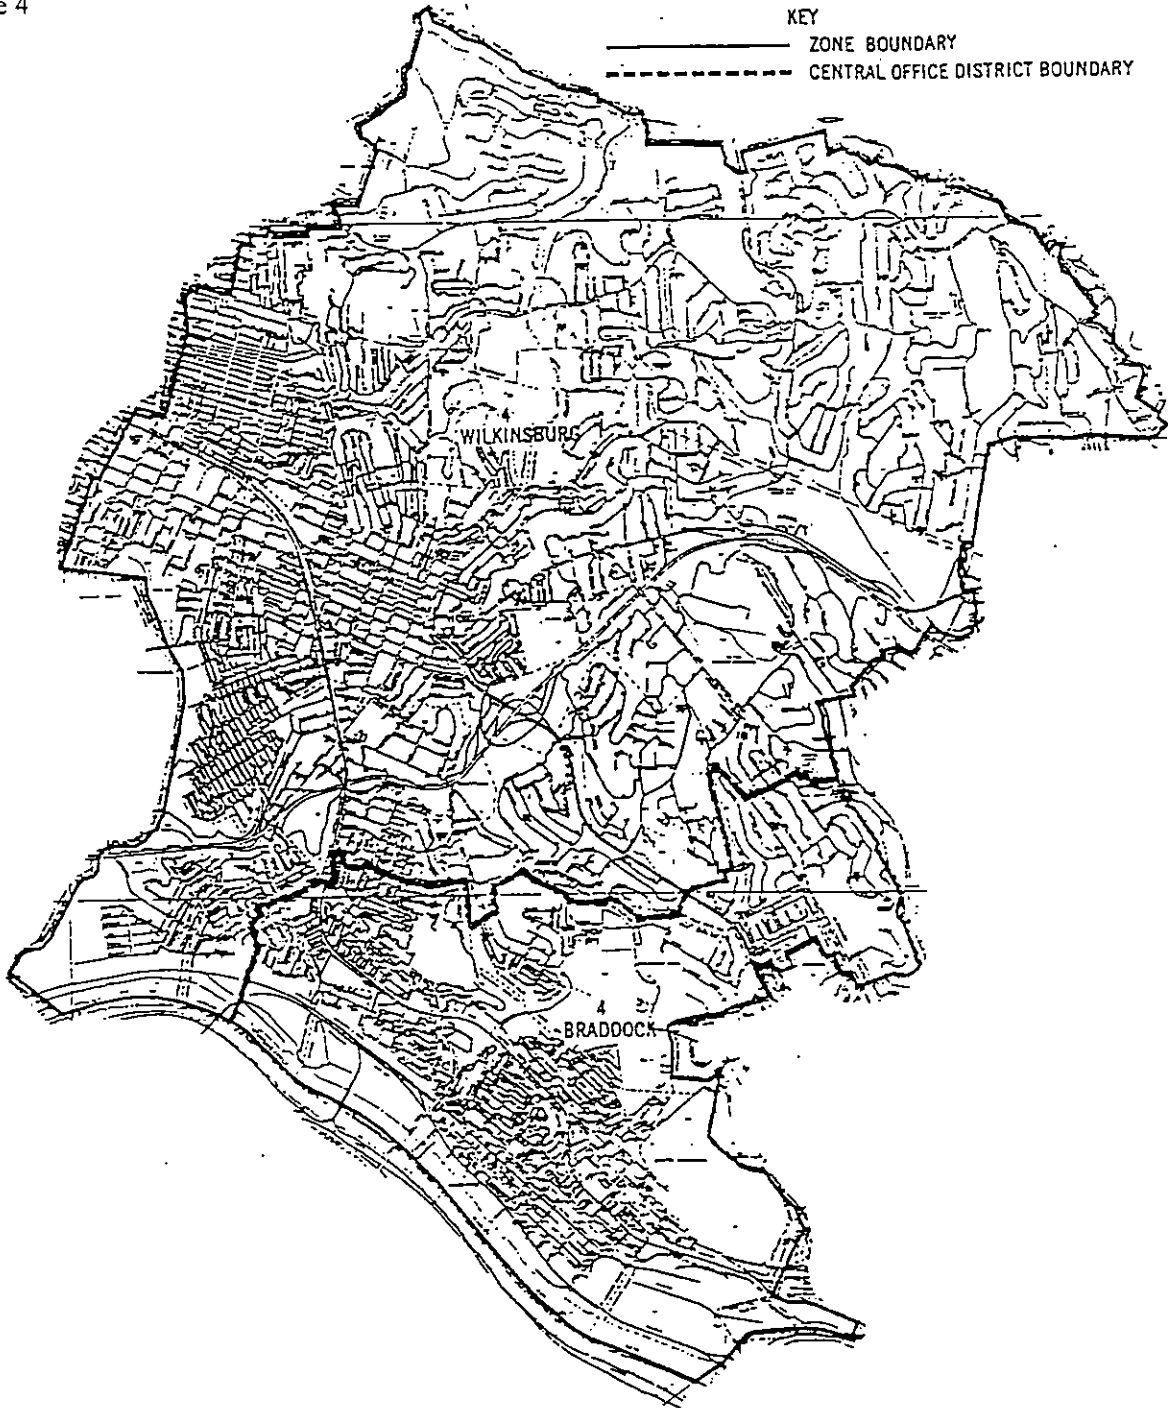 e 4
KEY
ZONE BOUNDARY
CENTRAL OFFICE DISTRICT BOUNDARY
4
WILKINSBURG
4
BRADDOCK